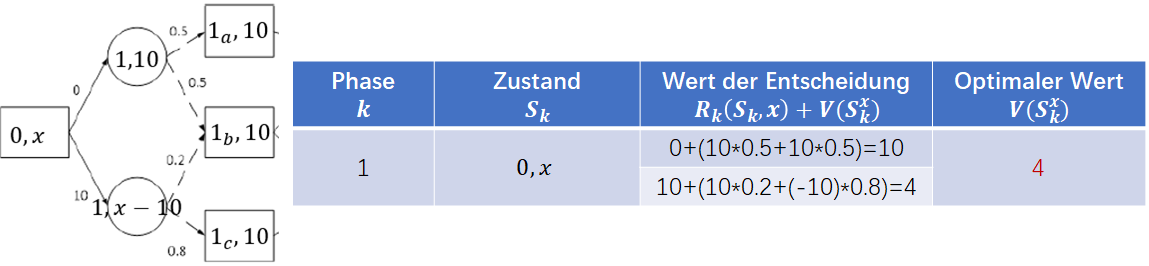 0.5
1ₐ, 10
1,10
0
0.5
0, x
1_b, 10
0.2
10
1, x − 10
1_c, 10
0.8
Phase
k
Zustand
S_k
Wert der Entscheidung
R_k(S_k, x) + V(S_k^x)
Optimaler Wert
V(S_k^x)
1
0, x
0+(10*0.5+10*0.5)=10
10+(10*0.2+(-10)*0.8)=4
4